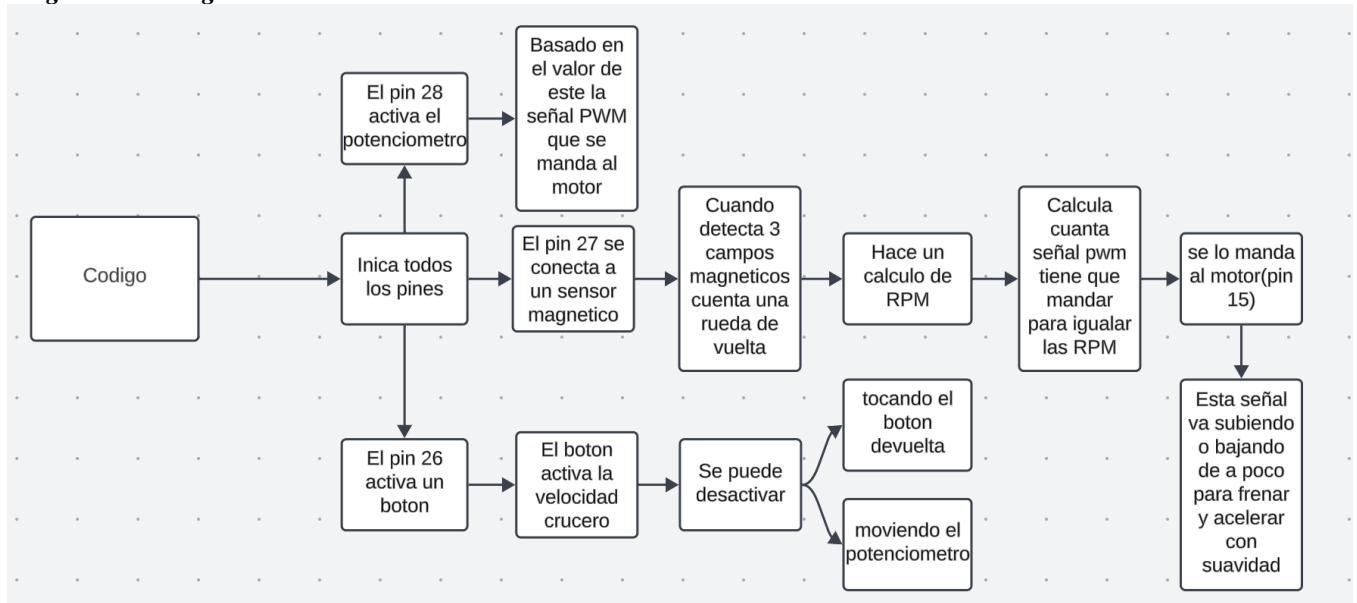 Basado en
el valor de
este la
señal PWM
que se
manda al
motor
El pin 28
activa el
potenciometro
Codigo
Inica todos
los pines
El pin 27 se
conecta a
un sensor
magnetico
Cuando
detecta 3
campos
magneticos
cuenta una
rueda de
vuelta
Hace un
calculo de
RPM
Calcula
cuanta
señal pwm
tiene que
mandar
para igualar
las RPM
se lo manda
al motor(pin
15)
Esta señal
va subiendo
o bajando
de a poco
para frenar
y acelerar
con
suavidad
El pin 26
activa un
boton
El boton
activa la
velocidad
crucero
Se puede
desactivar
tocando el
boton
devuelta
moviendo el
potenciometro